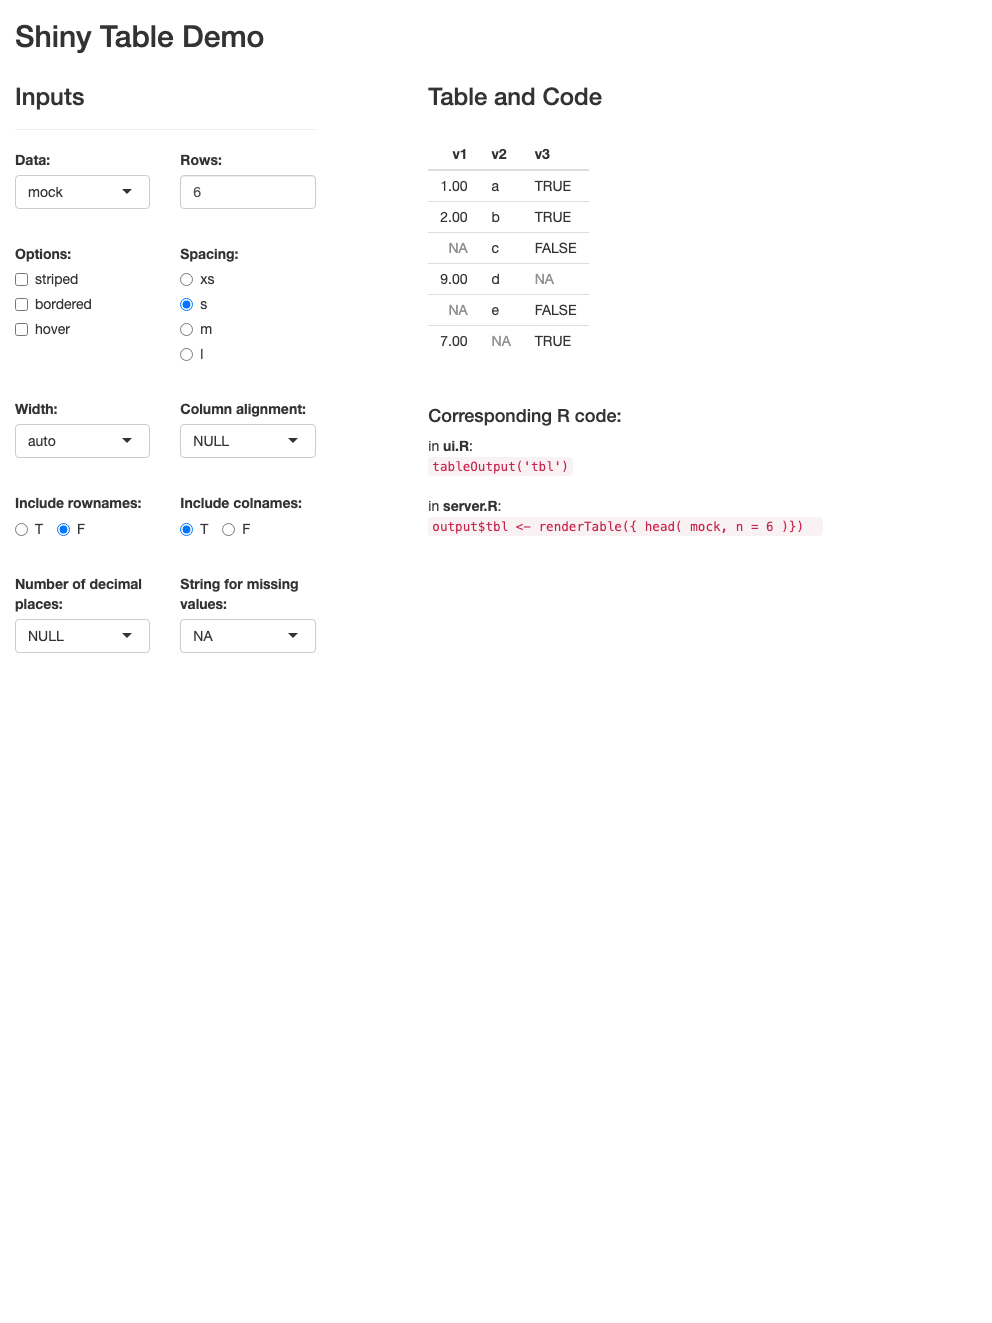 Shiny Table Demo
Inputs
Data:
Rows:
mock
6
Options:
striped
bordered
hover
Spacing:
xs
s
m
l
Width:
Column alignment:
auto
NULL
Include rownames:
T F
Include colnames:
T F
Number of decimal
places:
NULL
String for missing
values:
NA
Table and Code
v1 v2 v3
1.00 a TRUE
2.00 b TRUE
NA c FALSE
9.00 d NA
NA e FALSE
7.00 NA TRUE
Corresponding R code:
in ui.R:
tableOutput('tbl')
in server.R:
output$tbl <- renderTable({ head( mock, n = 6 )})